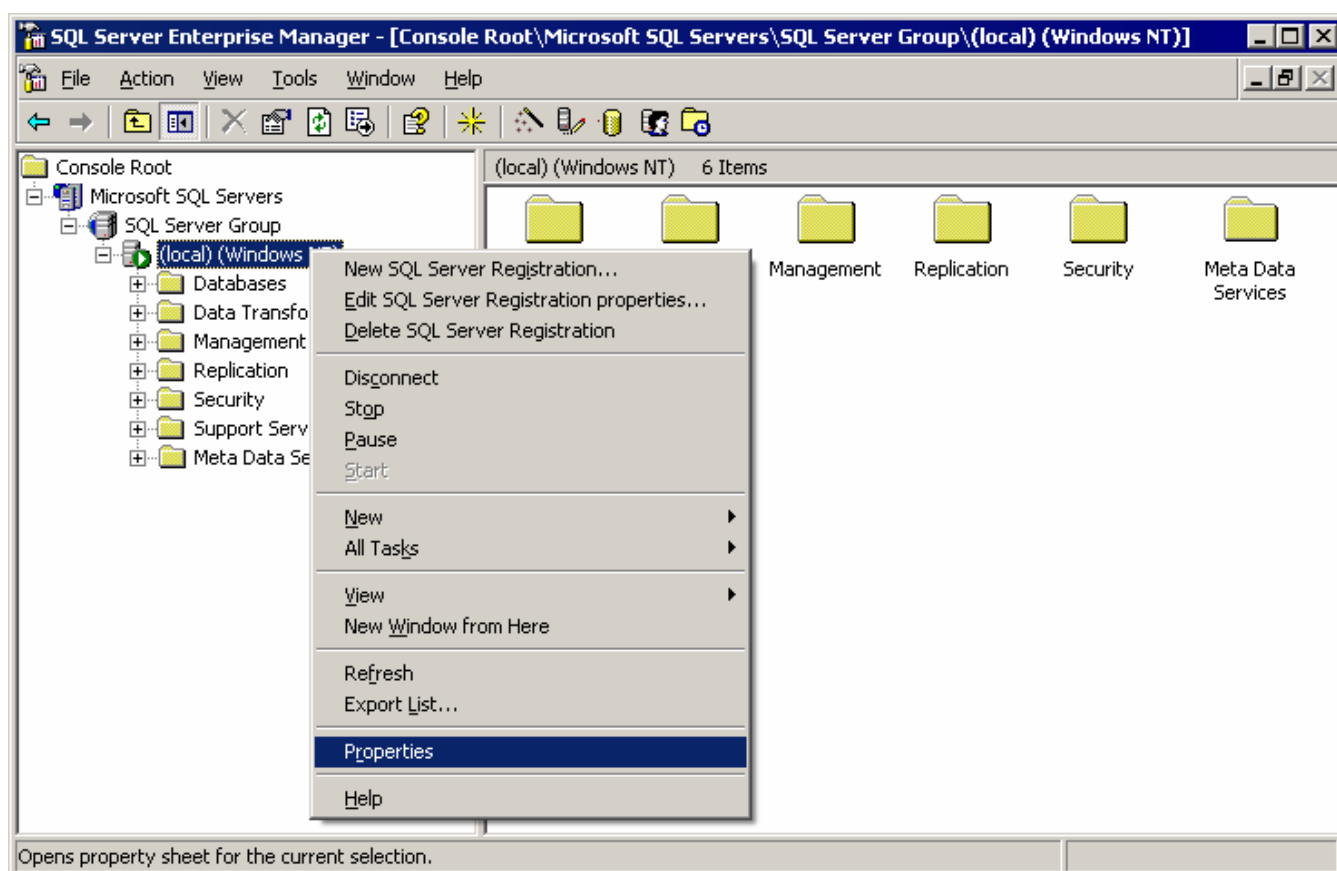 SQL Server Enterprise Manager - [Console Root\Microsoft SQL Servers\SQL Server Group\(local) (Windows NT)]
File Action View Tools Window Help
Console Root
Microsoft SQL Servers
SQL Server Group
(local) (Windows
Databases
Data Transfo
Management
Replication
Security
Support Serv
Meta Data Se
(local) (Windows NT) 6 Items
Management
Replication
Security
Meta Data
Services
New SQL Server Registration...
Edit SQL Server Registration properties...
Delete SQL Server Registration
Disconnect
Stop
Pause
Start
New
All Tasks
View
New Window from Here
Refresh
Export List...
Properties
Help
Opens property sheet for the current selection.